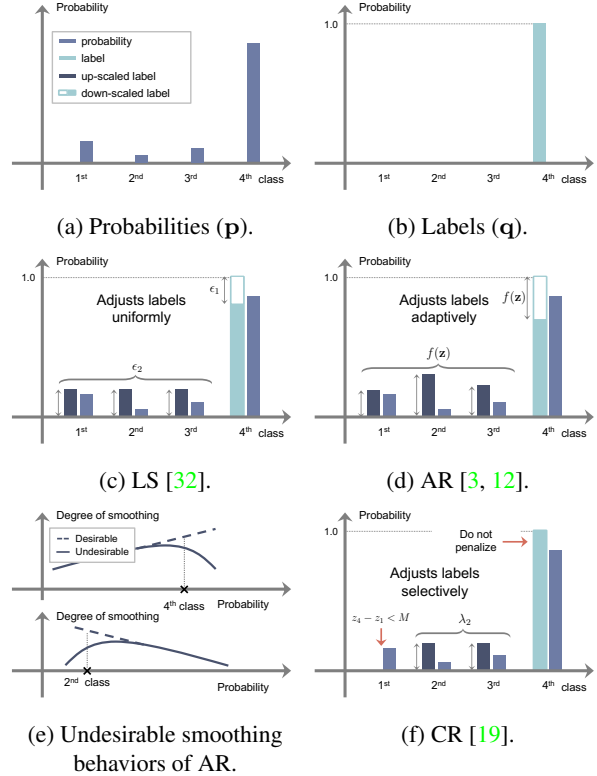 Probability
probability
label
up-scaled label
down-scaled label
1st 2nd 3rd 4th class
(a) Probabilities (p).
Probability
1.0
1st 2nd 3rd 4th class
(b) Labels (q).
Probability
1.0
Adjusts labels
uniformly
ϵ1
ϵ2
1st 2nd 3rd 4th class
(c) LS [32].
Probability
1.0
Adjusts labels
adaptively
f(z)
f(z)
1st 2nd 3rd 4th class
(d) AR [3, 12].
Degree of smoothing
Desirable
Undesirable
4th class
Probability
Degree of smoothing
2nd class
Probability
(e) Undesirable smoothing
behaviors of AR.
Probability
1.0
Do not
penalize
Adjusts labels
selectively
z4 − z1 < M
λ2
1st 2nd 3rd 4th class
(f) CR [19].